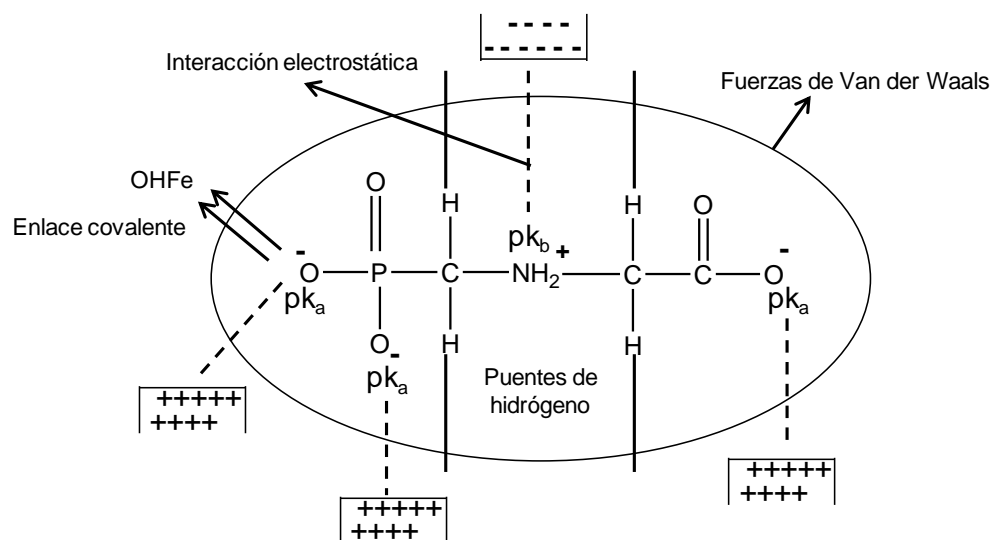 - - - -
- - - - - -
Interacción electrostática
Fuerzas de Van der Waals
OHFe
Enlace covalente
O
H
H
O
pkb
- O P C NH2 + C C O -
pka
pka
O -
H
H
pka
Puentes de
hidrógeno
+++++
++++
+++++
++++
+++++
++++